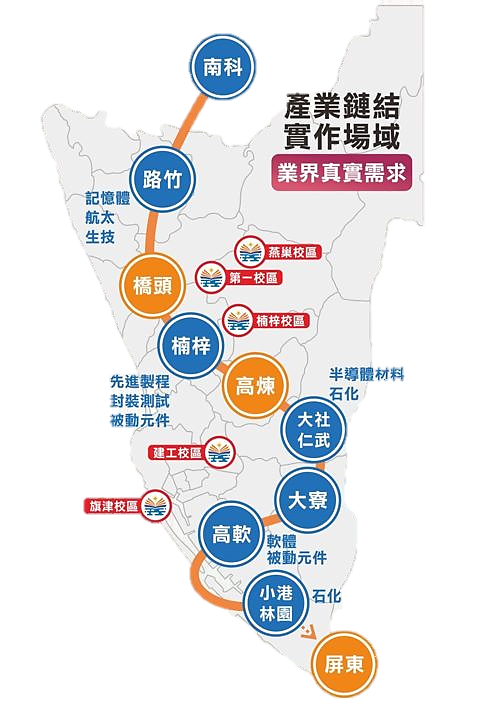 南科
產業鏈結
實作場域
業界真實需求
路竹
記憶體
航太
生技
燕巢校區
第一校區
橋頭
楠梓校區
楠梓
先進製程
封裝測試
被動元件
高煉
半導體材料
石化
大社
仁武
建工校區
大寮
旗津校區
高軟
軟體
被動元件
小港
林園
石化
屏東